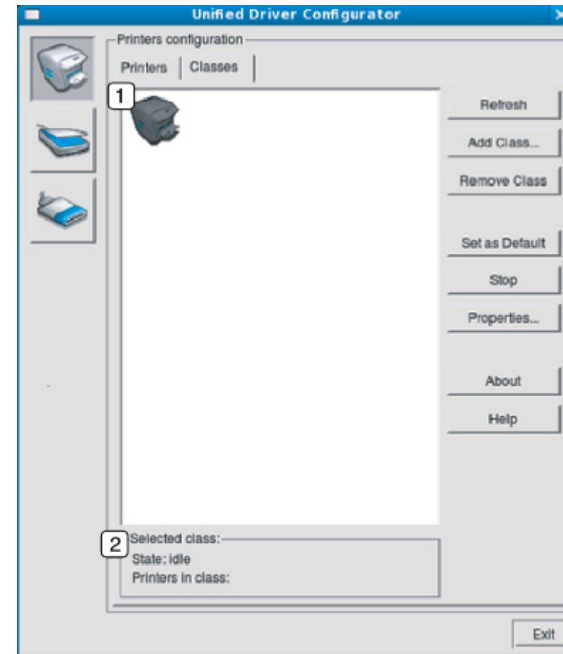 Unified Driver Configurator
Printers configuration
Printers
Classes
1
Refresh
Add Class...
Remove Class
Set as Default
Stop
Properties...
About
Help
2
Selected class:
State: idle
Printers in class:
Exit